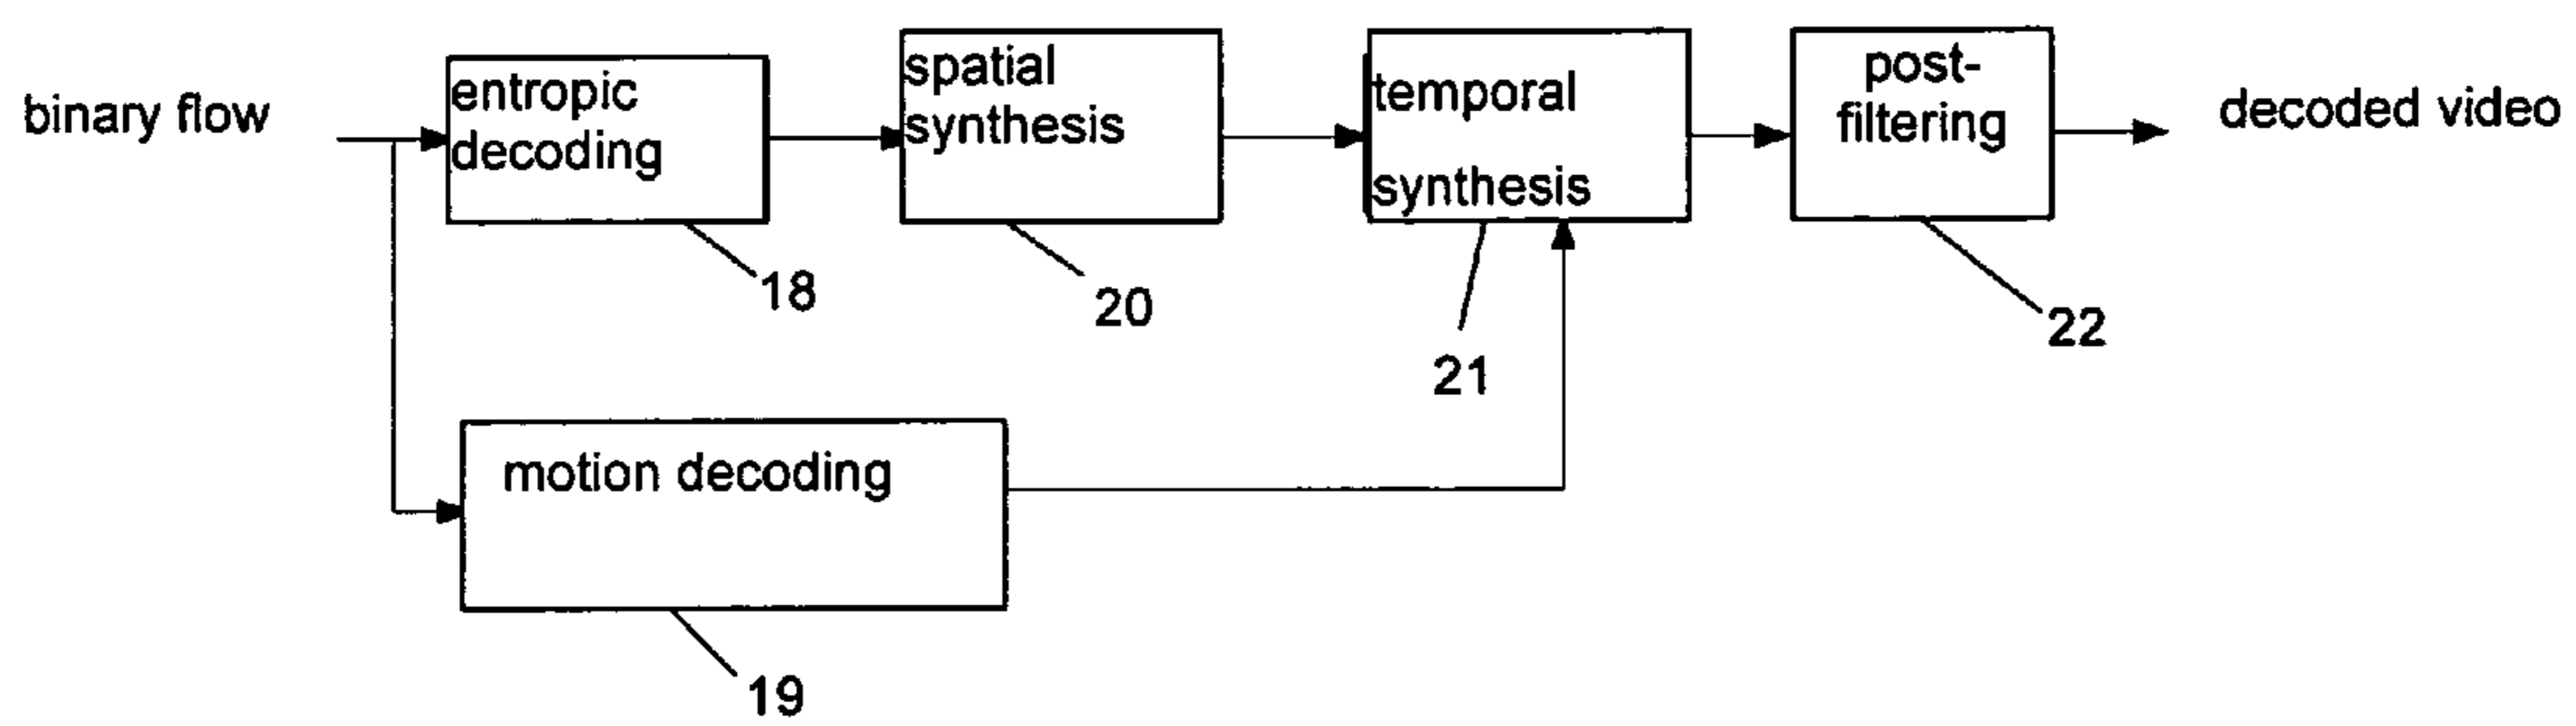 binary flow
entropic
decoding
spatial
synthesis
temporal
synthesis
post-
filtering
decoded video
18
20
21
22
motion decoding
19